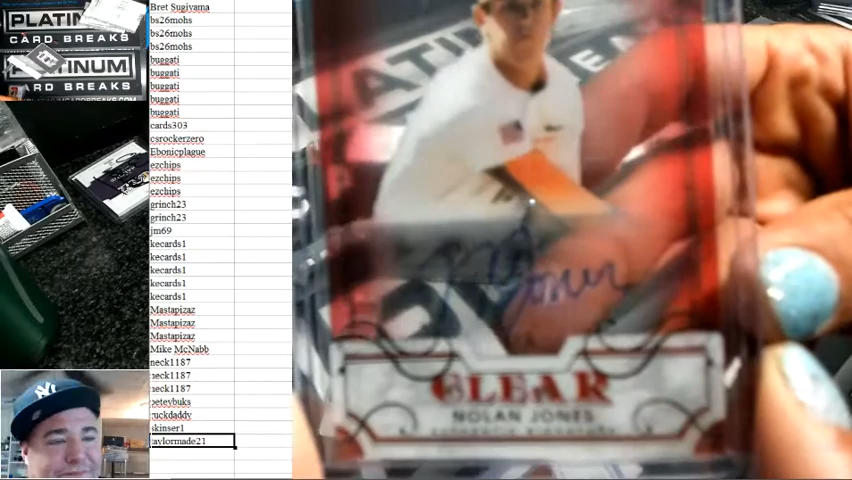 PLATINUM
CARD BREAKS
PLATINUM
CARD BREAKS
Bret Sugiyama
bs26mohs
bs26mohs
bs26mohs
buggati
buggati
buggati
buggati
buggati
cards303
csrockerzero
Ebonicplague
ezchips
ezchips
ezchips
grinch23
grinch23
jm69
kecards1
kecards1
kecards1
kecards1
kecards1
Mastapizaz
Mastapizaz
Mastapizaz
Mike McNabb
neck1187
neck1187
neck1187
peteybuks
ruckdaddy
skinser1
taylormade21
CLEAR
NOLAN JONES